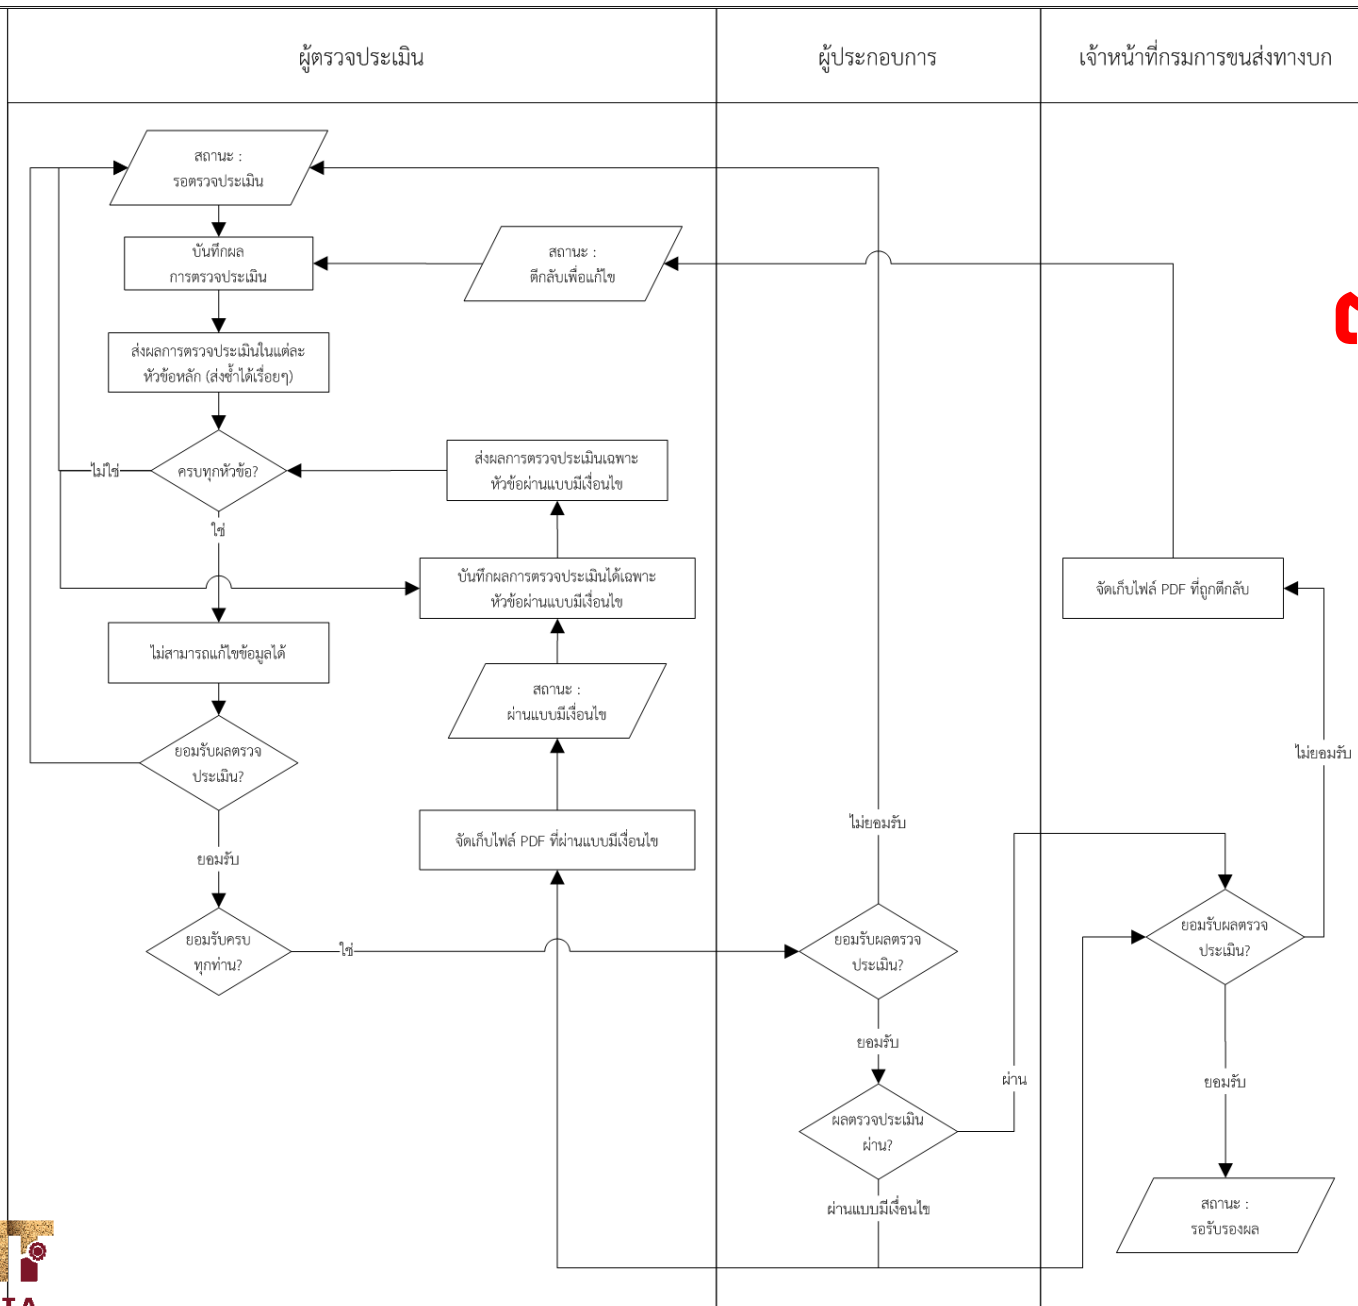 ผู้ตรวจประเมิน
ผู้ประกอบการ
เจ้าหน้าที่กรมการขนส่งทางบก
สถานะ :
รอตรวจประเมิน
บันทึกผล
การตรวจประเมิน
สถานะ :
ตีกลับเพื่อแก้ไข
ส่งผลการตรวจประเมินในแต่ละ
หัวข้อหลัก (ส่งซ้ำได้เรื่อยๆ)
ไม่ใช่
ครบทุกหัวข้อ?
ส่งผลการตรวจประเมินเฉพาะ
หัวข้อผ่านแบบมีเงื่อนไข
ใช่
บันทึกผลการตรวจประเมินได้เฉพาะ
หัวข้อผ่านแบบมีเงื่อนไข
จัดเก็บไฟล์ PDF ที่ถูกตีกลับ
ไม่สามารถแก้ไขข้อมูลได้
สถานะ :
ผ่านแบบมีเงื่อนไข
ยอมรับผลตรวจ
ประเมิน?
ไม่ยอมรับ
ไม่ยอมรับ
จัดเก็บไฟล์ PDF ที่ผ่านแบบมีเงื่อนไข
ยอมรับ
ยอมรับครบ
ทุกท่าน?
ใช่
ยอมรับผลตรวจ
ประเมิน?
ยอมรับผลตรวจ
ประเมิน?
ยอมรับ
ผ่าน
ยอมรับ
ผลตรวจประเมิน
ผ่าน?
ผ่านแบบมีเงื่อนไข
สถานะ :
รอรับรองผล